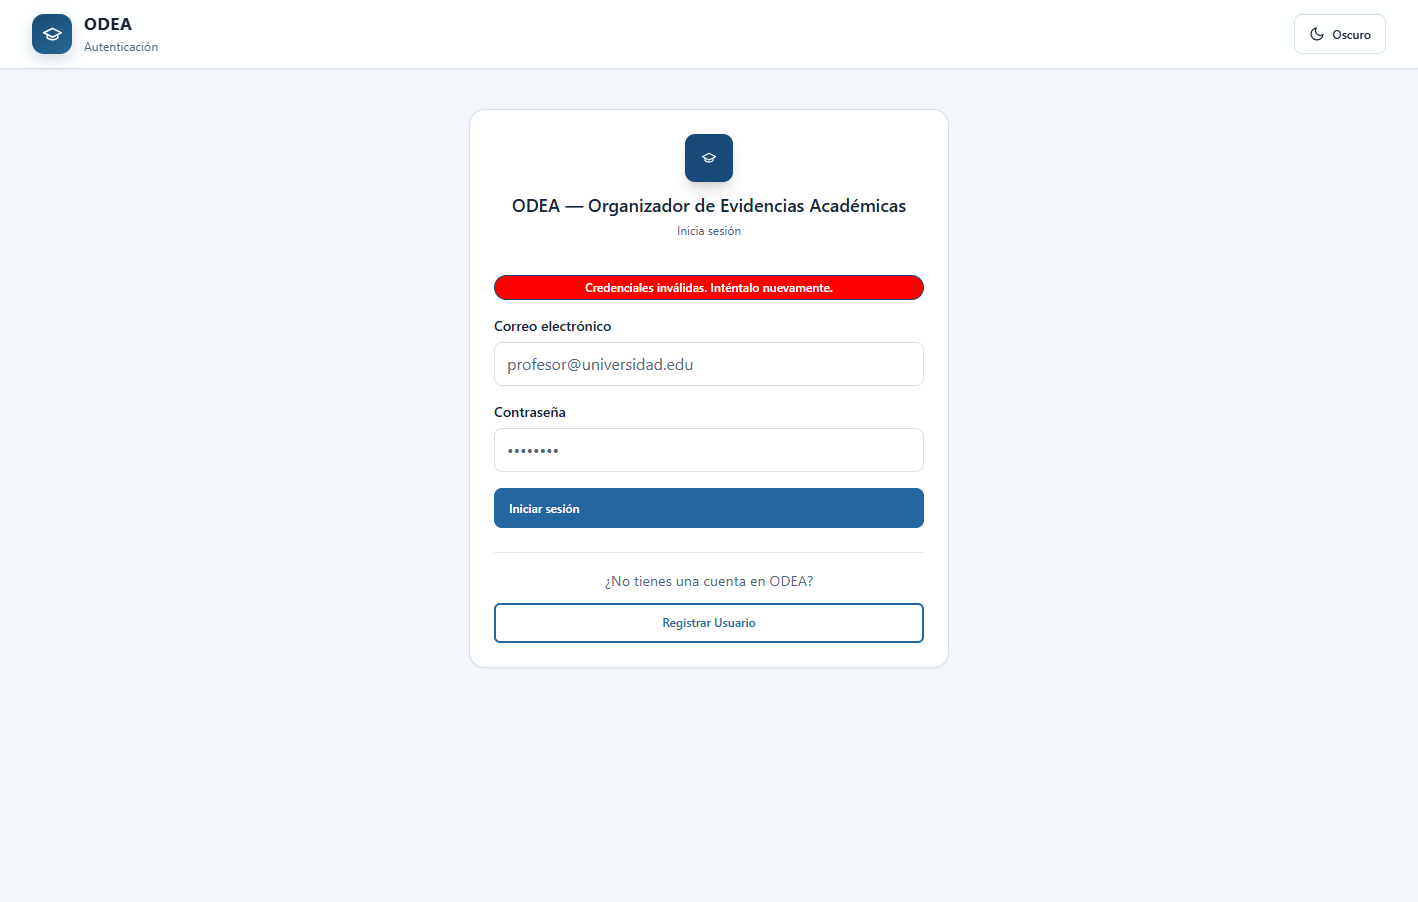 ODEA
Autenticación
Oscuro
ODEA — Organizador de Evidencias Académicas
Inicia sesión
Credenciales inválidas. Inténtalo nuevamente.
Correo electrónico
profesor@universidad.edu
Contraseña
••••••••
Iniciar sesión
¿No tienes una cuenta en ODEA?
Registrar Usuario